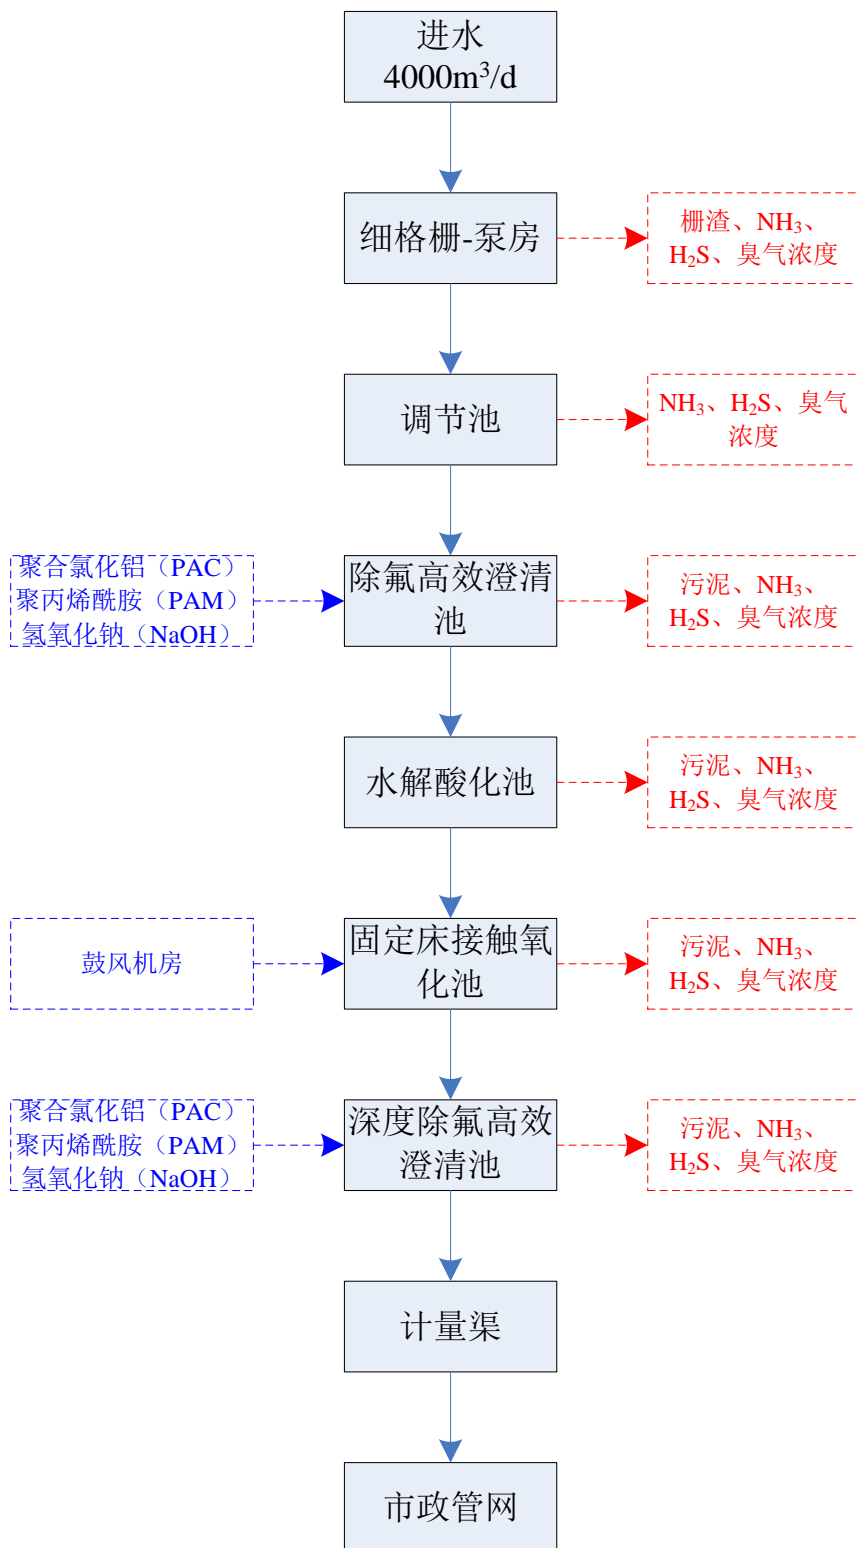 进水
4000m³/d
细格栅-泵房
栅渣、NH₃、
H₂S、臭气浓度
调节池
NH₃、H₂S、臭气
浓度
聚合氯化铝（PAC）
聚丙烯酰胺（PAM）
氢氧化钠（NaOH）
除氟高效澄清
池
污泥、NH₃、
H₂S、臭气浓度
水解酸化池
污泥、NH₃、
H₂S、臭气浓度
鼓风机房
固定床接触氧
化池
污泥、NH₃、
H₂S、臭气浓度
聚合氯化铝（PAC）
聚丙烯酰胺（PAM）
氢氧化钠（NaOH）
深度除氟高效
澄清池
污泥、NH₃、
H₂S、臭气浓度
计量渠
市政管网